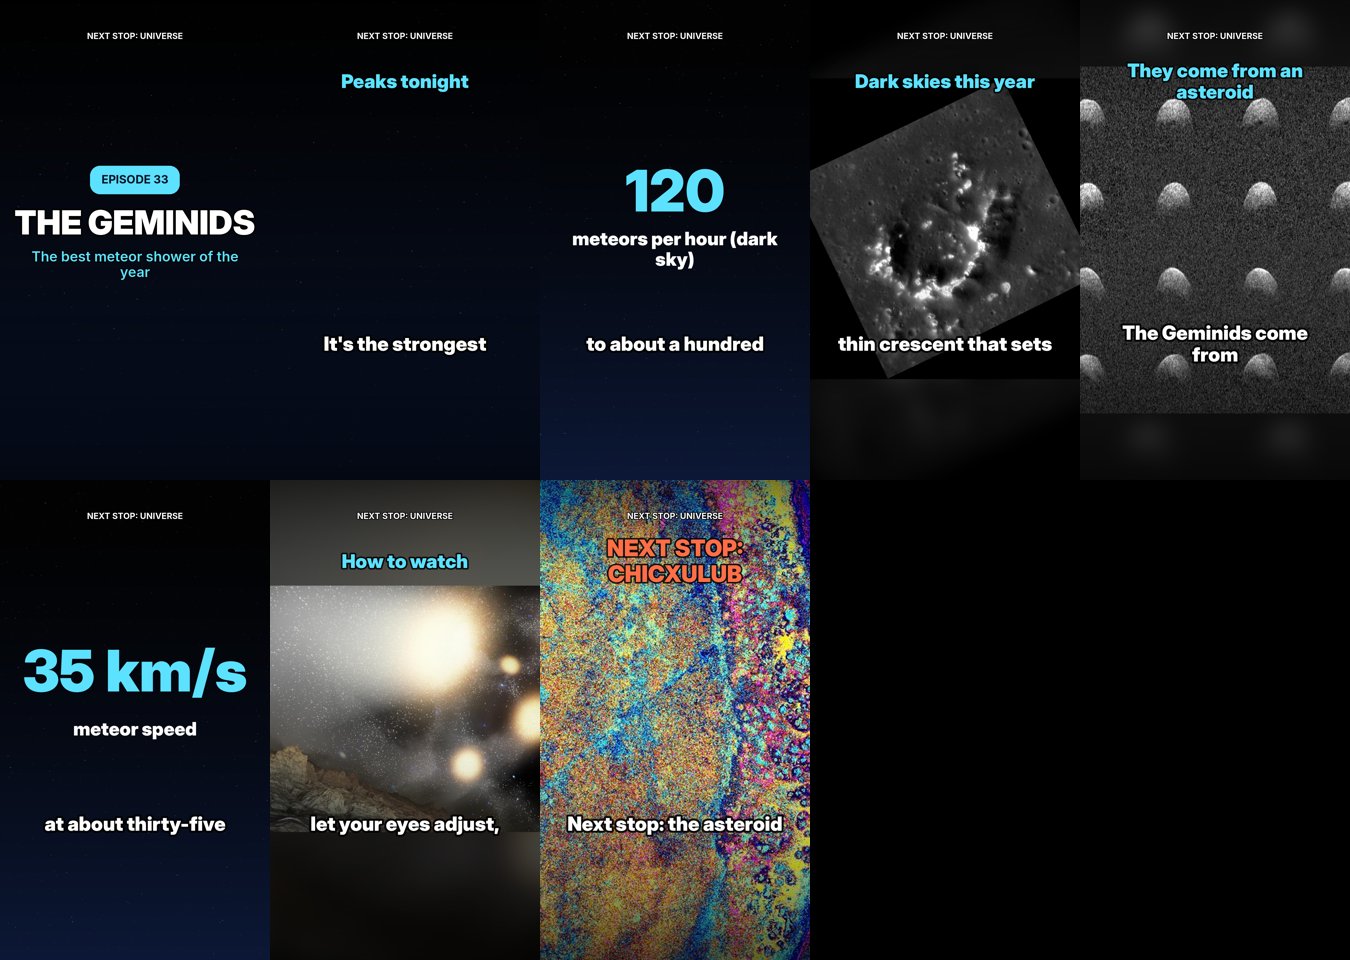 NEXT STOP: UNIVERSE
EPISODE 33
THE GEMINIDS
The best meteor shower of the
year
NEXT STOP: UNIVERSE
Peaks tonight
It's the strongest
NEXT STOP: UNIVERSE
120
meteors per hour (dark
sky)
to about a hundred
NEXT STOP: UNIVERSE
Dark skies this year
thin crescent that sets
NEXT STOP: UNIVERSE
They come from an
asteroid
The Geminids come
from
NEXT STOP: UNIVERSE
35 km/s
meteor speed
at about thirty-five
NEXT STOP: UNIVERSE
How to watch
let your eyes adjust,
NEXT STOP: UNIVERSE
NEXT STOP:
CHICXULUB
Next stop: the asteroid